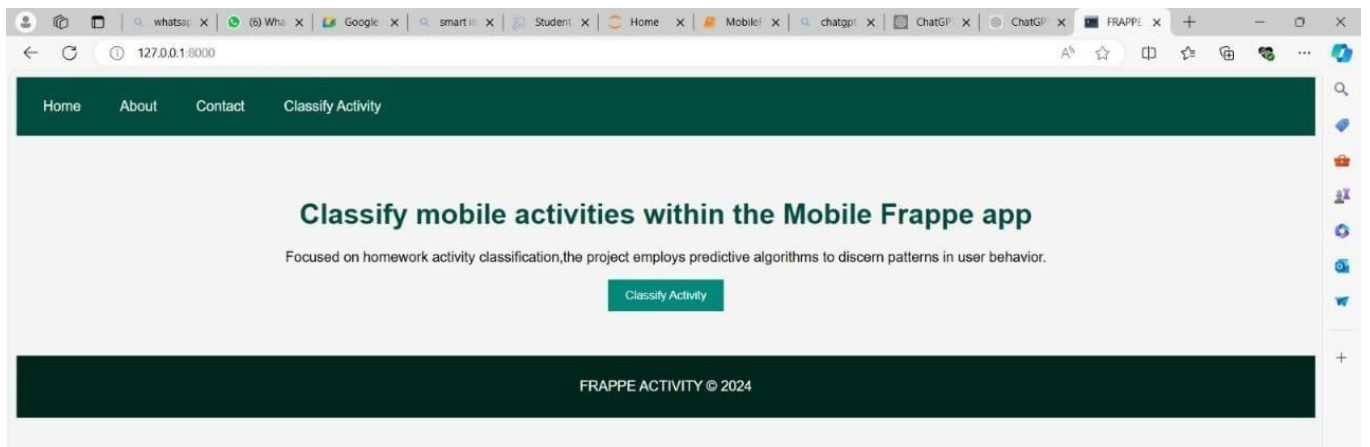 whatsap
(6) Wha
Google
smart in
Student
Home
Mobile
chatgpt
ChatGP
ChatGP
FRAPPE
127.0.0.1:8000
Home About Contact Classify Activity
Classify mobile activities within the Mobile Frappe app
Focused on homework activity classification,the project employs predictive algorithms to discern patterns in user behavior.
Classify Activity
FRAPPE ACTIVITY © 2024